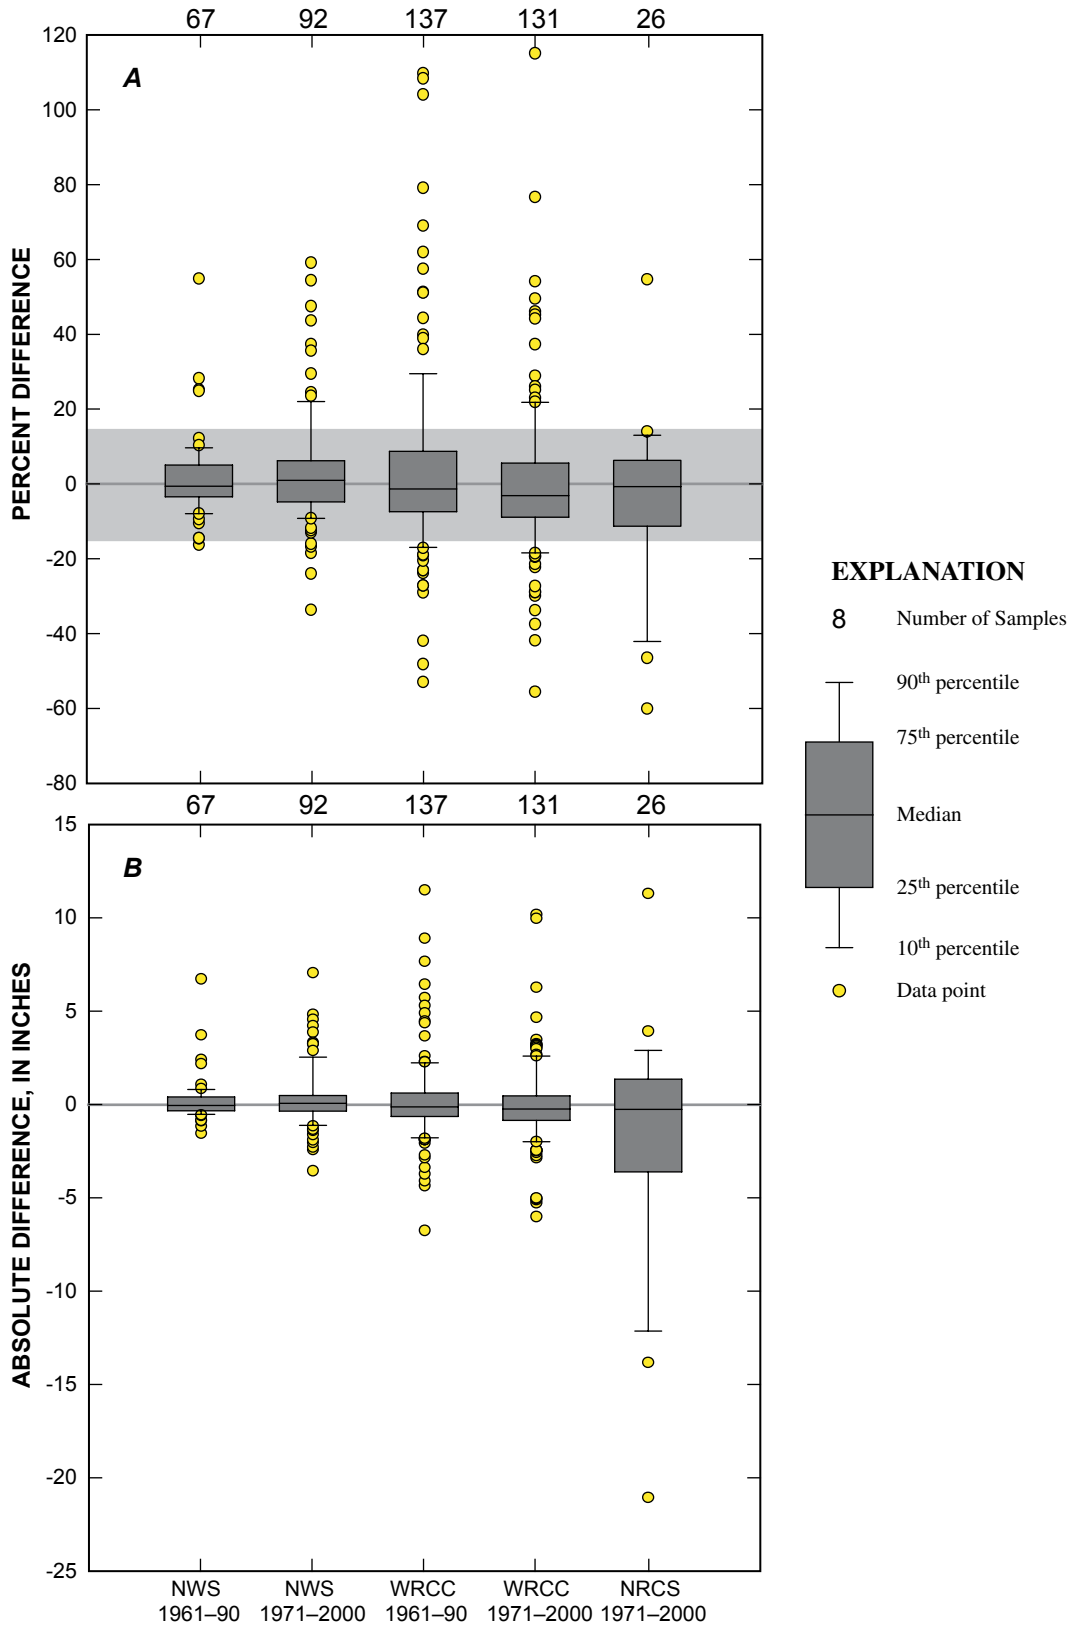 67 92 137 131 26
A
PERCENT DIFFERENCE
120
100
80
60
40
20
0
-20
-40
-60
-80
67 92 137 131 26
B
ABSOLUTE DIFFERENCE, IN INCHES
15
10
5
0
-5
-10
-15
-20
-25
NWS NWS WRCC WRCC NRCS
1961–90 1971–2000 1961–90 1971–2000 1971–2000
EXPLANATION
8 Number of Samples
90th percentile
75th percentile
Median
25th percentile
10th percentile
Data point